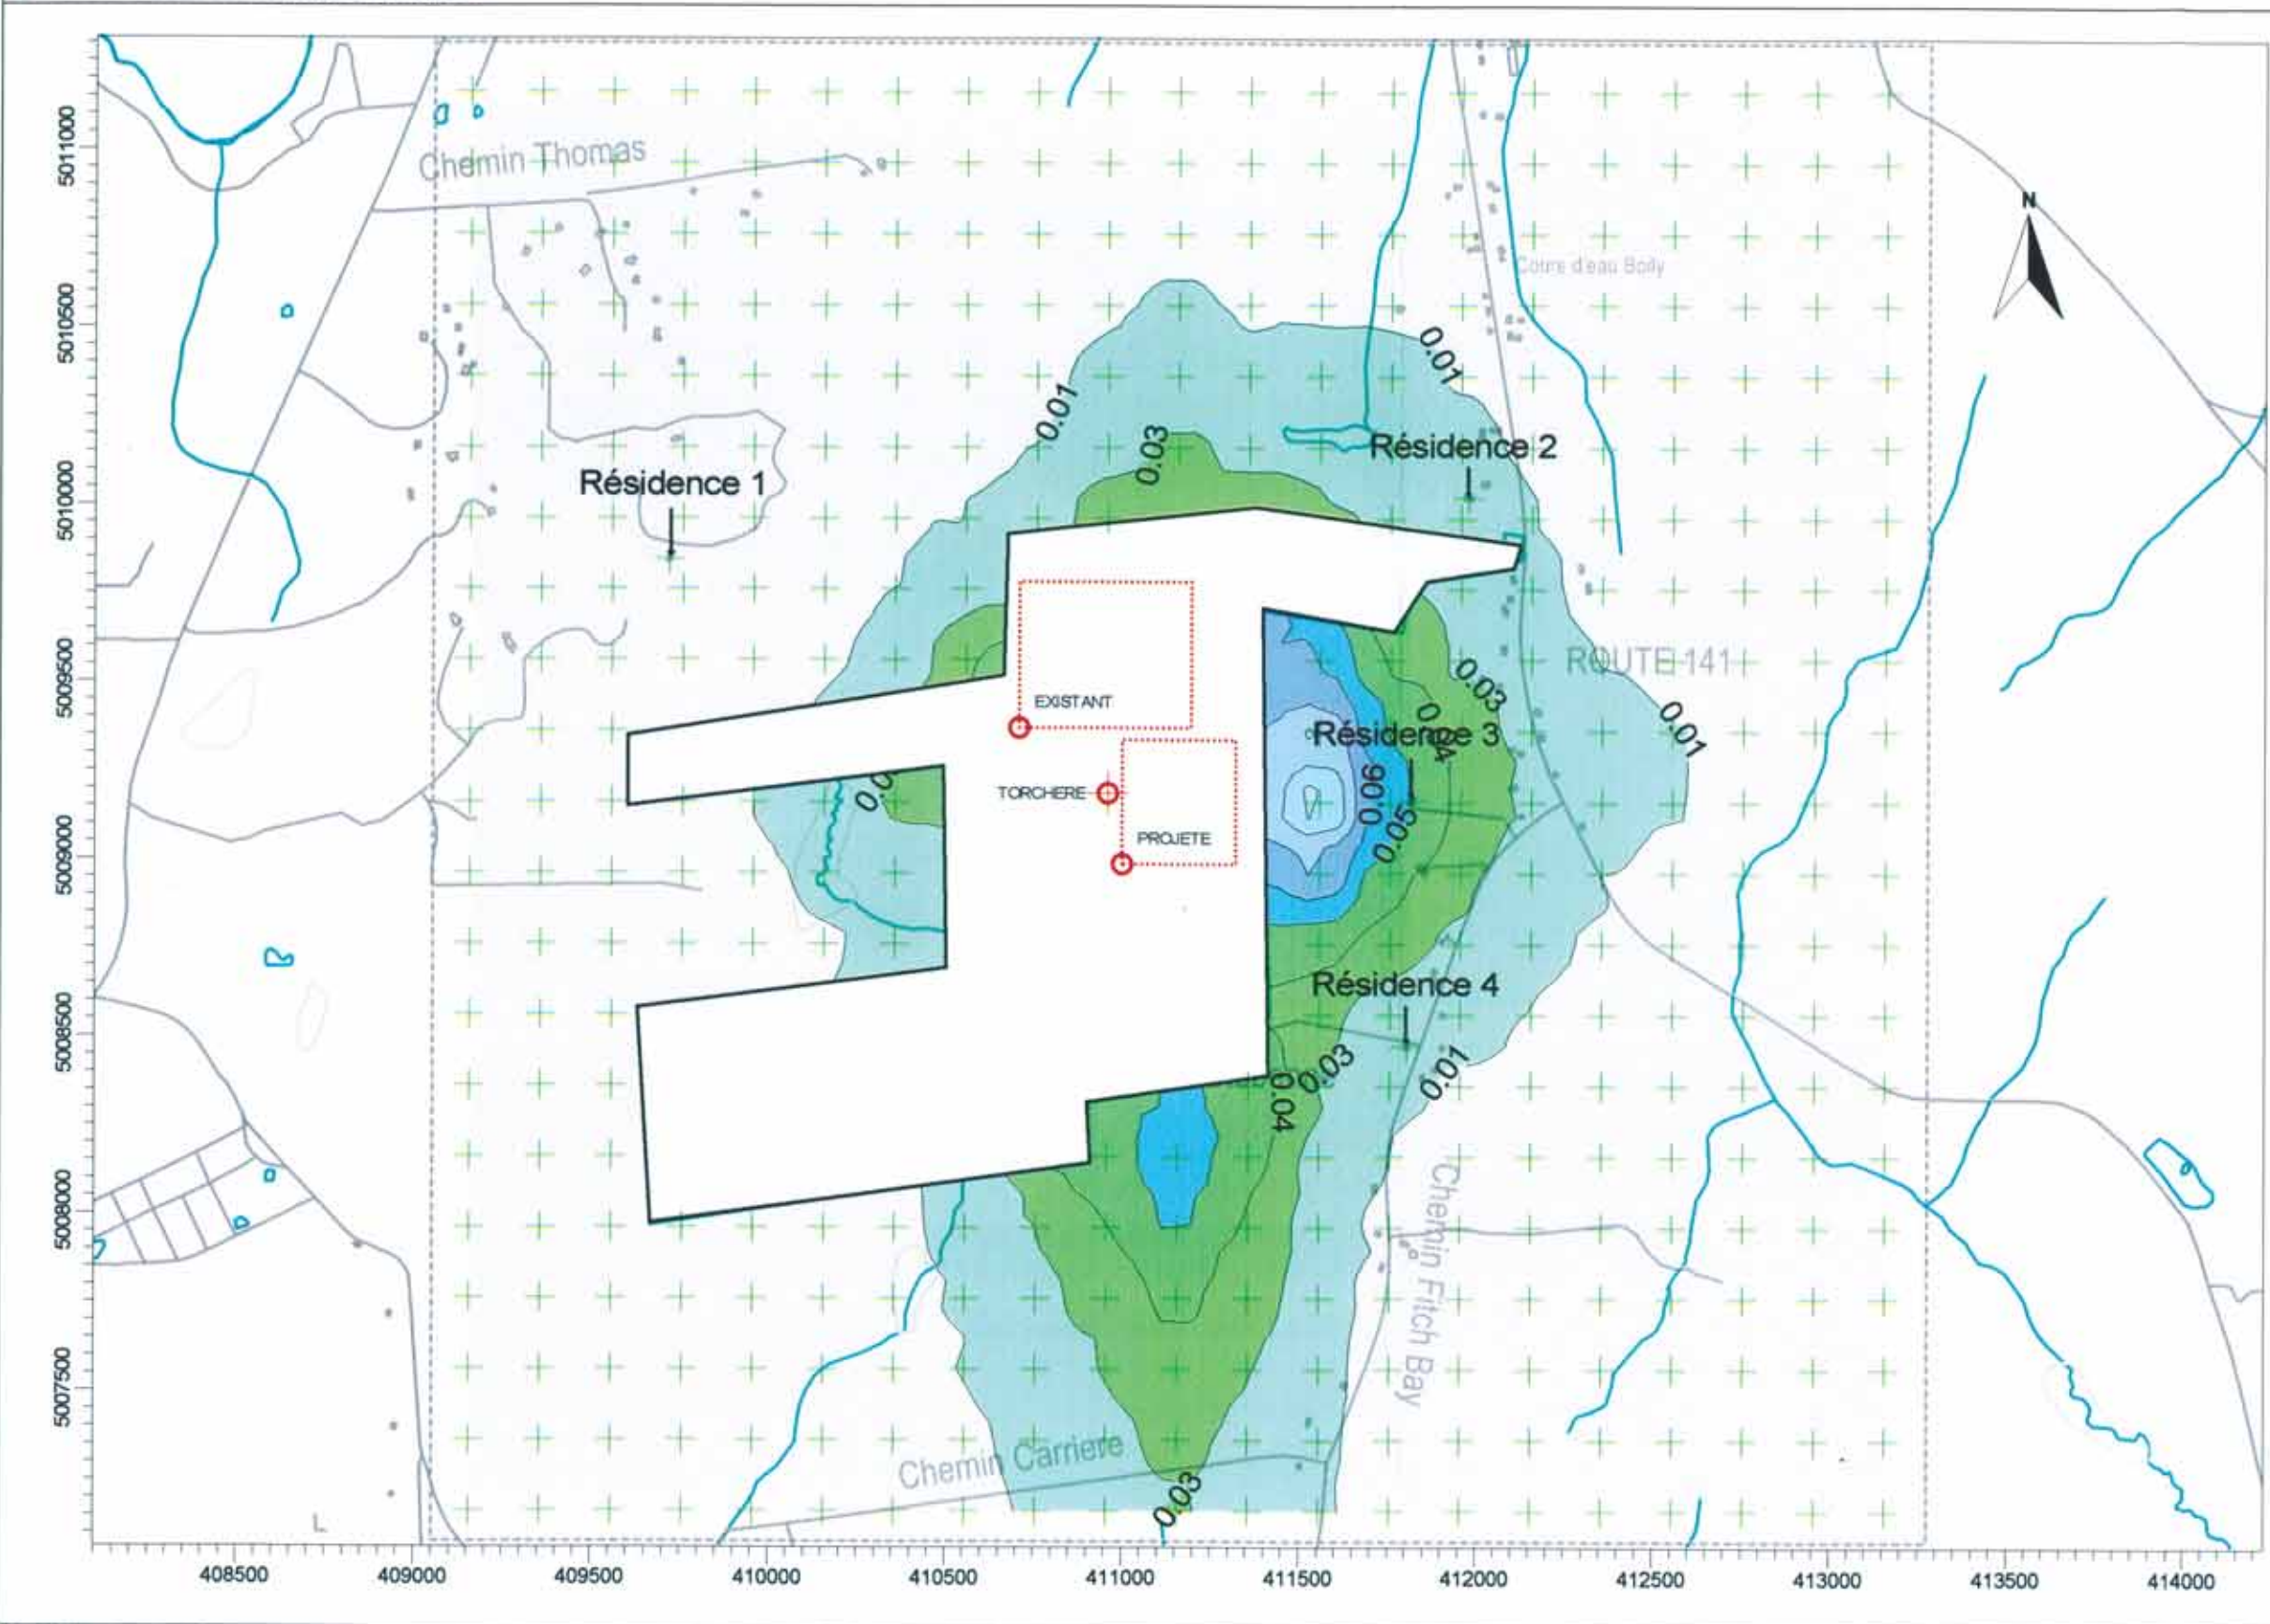 N
Chemin Thomas
Cours d'eau Boily
0.01
0.01
0.03
Résidence 2
Résidence 1
ROUTE 141
0.03
0.01
EXISTANT
0.04
Résidence 3
TORCHERE
0.06
PROJETE
0.05
Résidence 4
0.03
0.01
0.04
Chemin Fitch Bay
Chemin Carriere
0.03
L
5011000
5010500
5010000
5009500
5009000
5008500
5008000
5007500
408500 409000 409500 410000 410500 411000 411500 412000 412500 413000 413500 414000